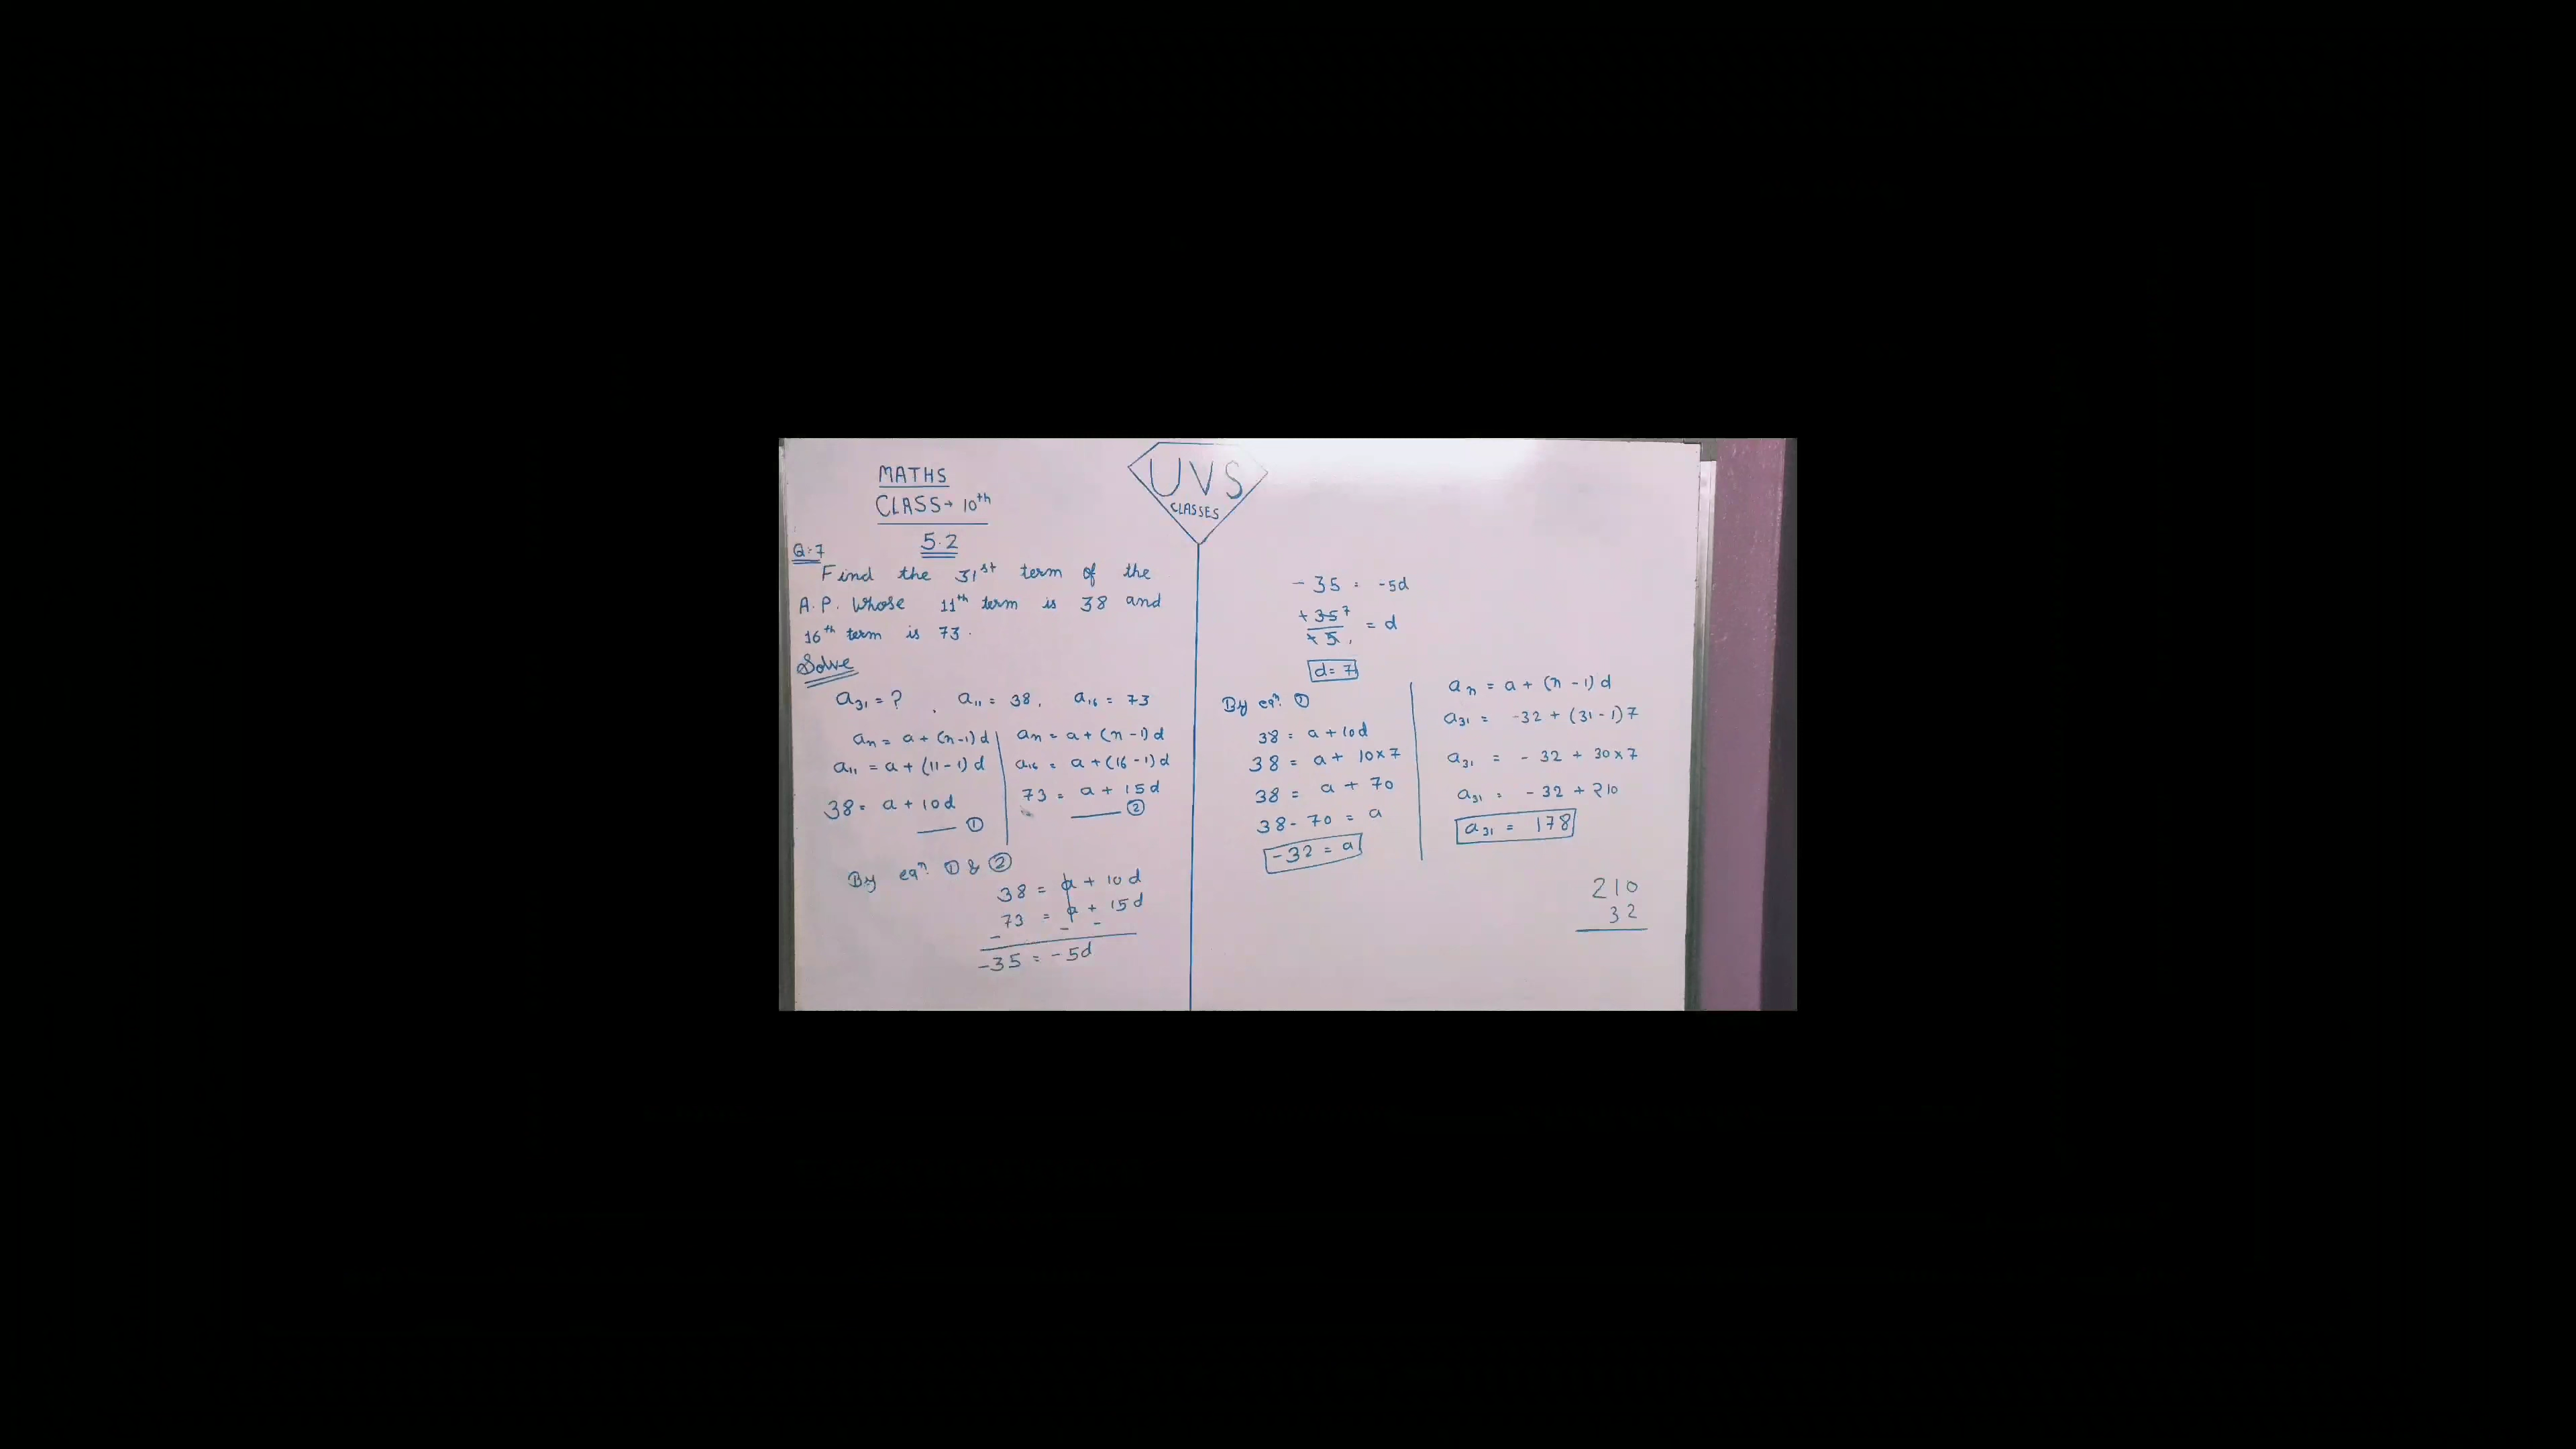 MATHS
CLASS→ 10th
5.2
UVS
CLASSES
Q:7
Find the 31st term of the
A.P. Whose 11th term is 38 and
16th term is 73.
Solve
a31 = ? , a11 = 38, a16 = 73
an = a + (n-1) d
a11 = a + (11-1) d
38 = a + 10d
—— ①
an = a + (n-1) d
a16 = a + (16-1) d
73 = a + 15d
—— ②
By eqn. ① & ②
38 = a + 10d
73 = a + 15d
- - -
-35 = -5d
-35 = -5d
+35 7
+5 1 = d
d = 7
By eqn. ①
38 = a + 10d
38 = a + 10×7
38 = a + 70
38 - 70 = a
-32 = a
an = a + (n-1) d
a31 = -32 + (31-1) 7
a31 = -32 + 30×7
a31 = -32 + 210
a31 = 178
210
32